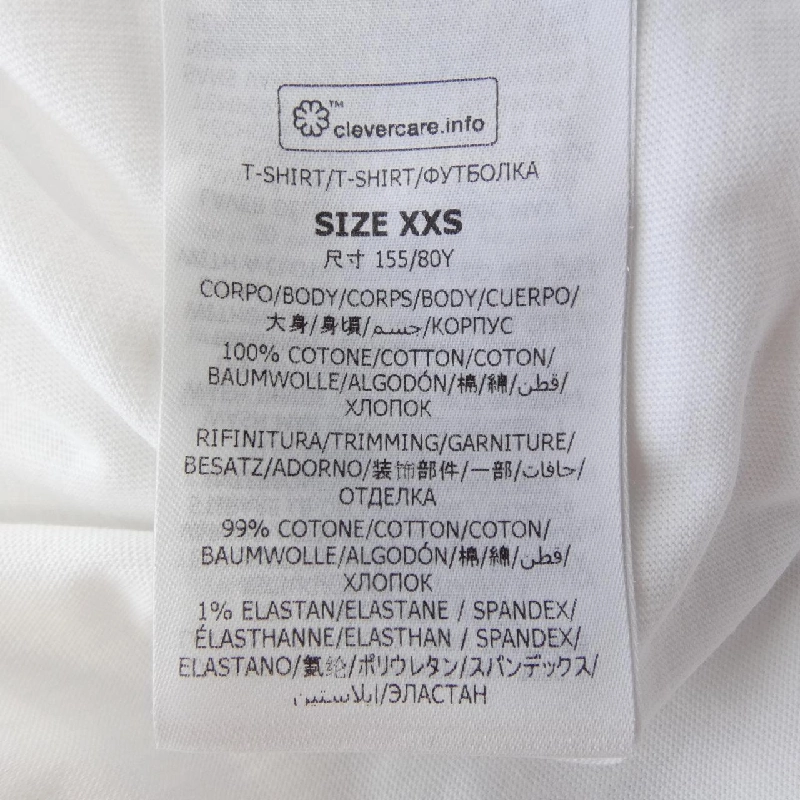 ™ clevercare.info
T-SHIRT/T-SHIRT/ФУТБОЛКА
SIZE XXS
尺寸 155/80Y
CORPO/BODY/CORPS/BODY/CUERPO/
大身/身頃/جسم/КОРПУС
100% COTONE/COTTON/COTON/
BAUMWOLLE/ALGODÓN/棉/綿/قطن/
ХЛОПОК
RIFINITURA/TRIMMING/GARNITURE/
BESATZ/ADORNO/装饰部件/一部/حافات/
ОТДЕЛКА
99% COTONE/COTTON/COTON/
BAUMWOLLE/ALGODÓN/棉/綿/قطن/
ХЛОПОК
1% ELASTAN/ELASTANE / SPANDEX/
ÉLASTHANNE/ELASTHAN / SPANDEX/
ELASTANO/氨纶/ポリウレタン/スパンデックス/
ايلاستين/ЭЛАСТАН